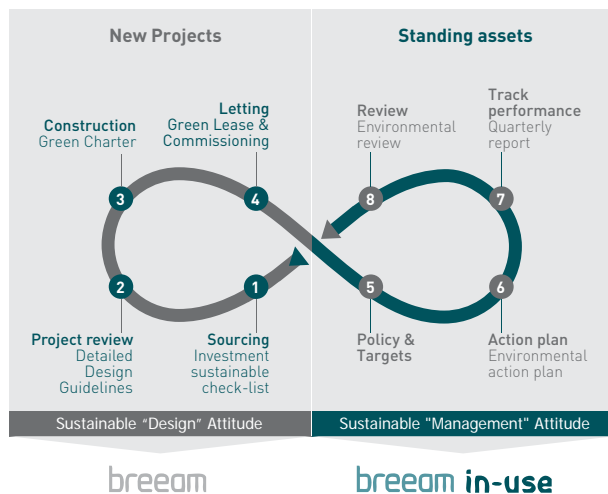 New Projects
Standing assets
Letting
Green Lease &
Commissioning
Construction
Green Charter
3
4
2
1
Project review
Detailed
Design
Guidelines
Sourcing
Investment
sustainable
check-list
Track
performance
Quarterly
report
Review
Environmental
review
8
7
5
6
Policy &
Targets
Action plan
Environmental
action plan
Sustainable “Design” Attitude
Sustainable "Management" Attitude
breeam
breeam in-use